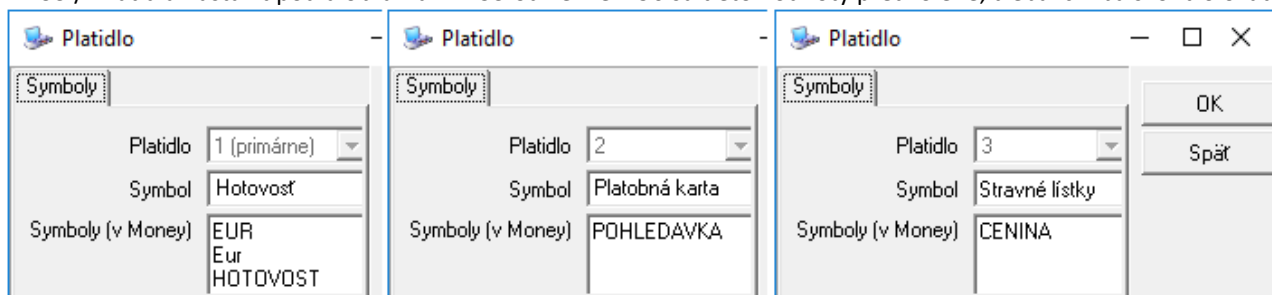 Platidlo
Symboly
Platidlo 1 (primárne)
Symbol Hotovosť
Symboly (v Money) EUR
Eur
HOTOVOST
Platidlo
Symboly
Platidlo 2
Symbol Platobná karta
Symboly (v Money) POHLEDAVKA
Platidlo
Symboly
Platidlo 3
Symbol Stravné lístky
Symboly (v Money) CENINA
OK
Späť